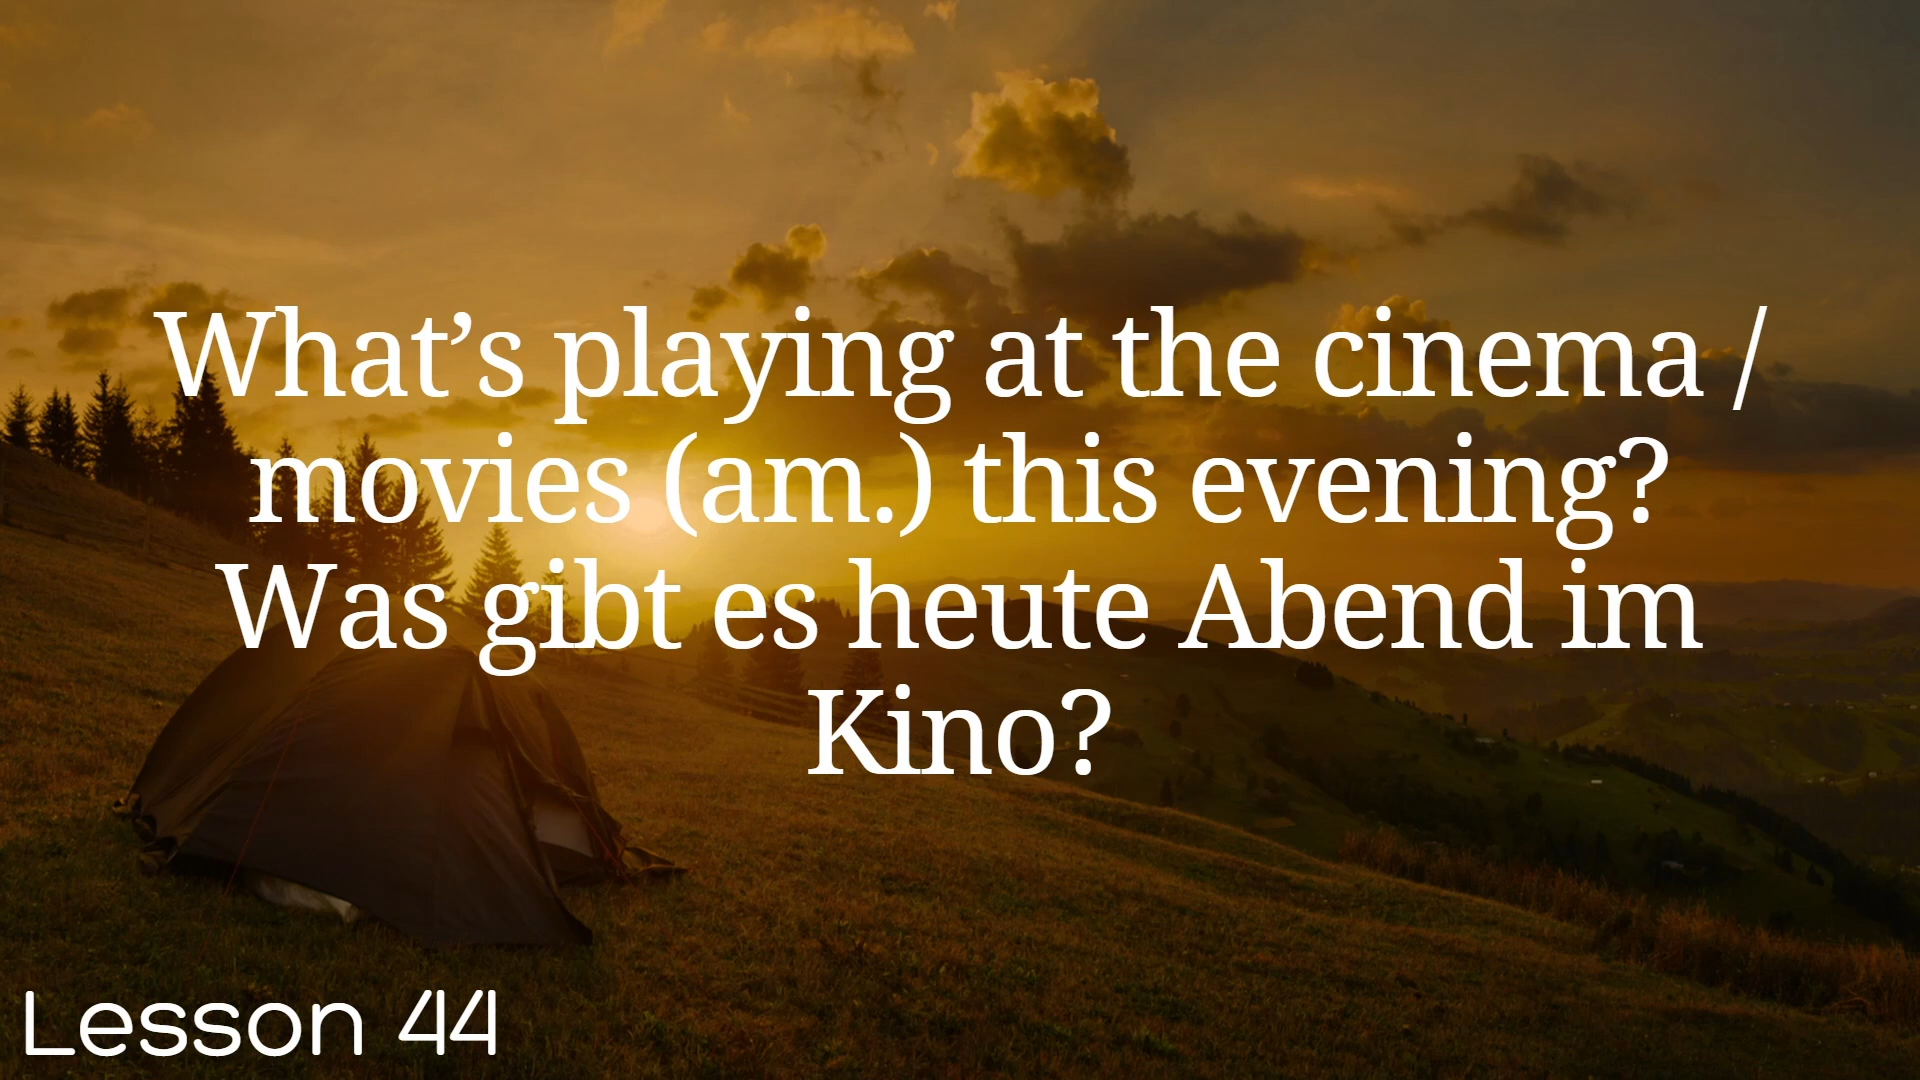 What’s playing at the cinema /
movies (am.) this evening?
Was gibt es heute Abend im
Kino?
Lesson 44